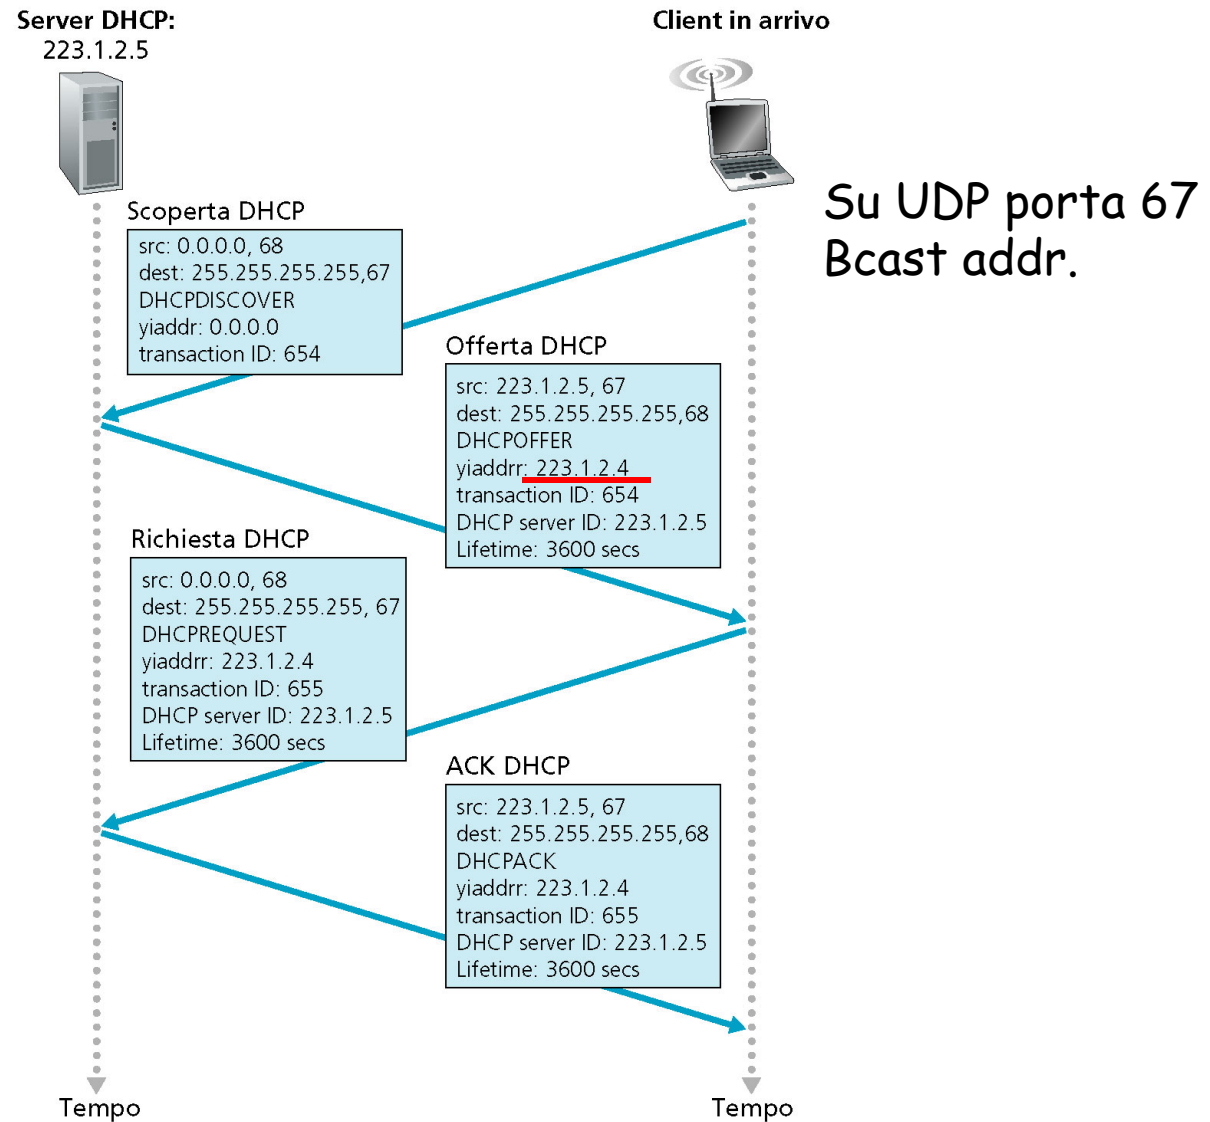 Server DHCP:
223.1.2.5
Client in arrivo
Su UDP porta 67
Bcast addr.
Scoperta DHCP
src: 0.0.0.0, 68
dest: 255.255.255.255,67
DHCPDISCOVER
yiaddr: 0.0.0.0
transaction ID: 654
Offerta DHCP
src: 223.1.2.5, 67
dest: 255.255.255.255,68
DHCPOFFER
yiaddrr: 223.1.2.4
transaction ID: 654
DHCP server ID: 223.1.2.5
Lifetime: 3600 secs
Richiesta DHCP
src: 0.0.0.0, 68
dest: 255.255.255.255, 67
DHCPREQUEST
yiaddrr: 223.1.2.4
transaction ID: 655
DHCP server ID: 223.1.2.5
Lifetime: 3600 secs
ACK DHCP
src: 223.1.2.5, 67
dest: 255.255.255.255,68
DHCPACK
yiaddrr: 223.1.2.4
transaction ID: 655
DHCP server ID: 223.1.2.5
Lifetime: 3600 secs
Tempo
Tempo